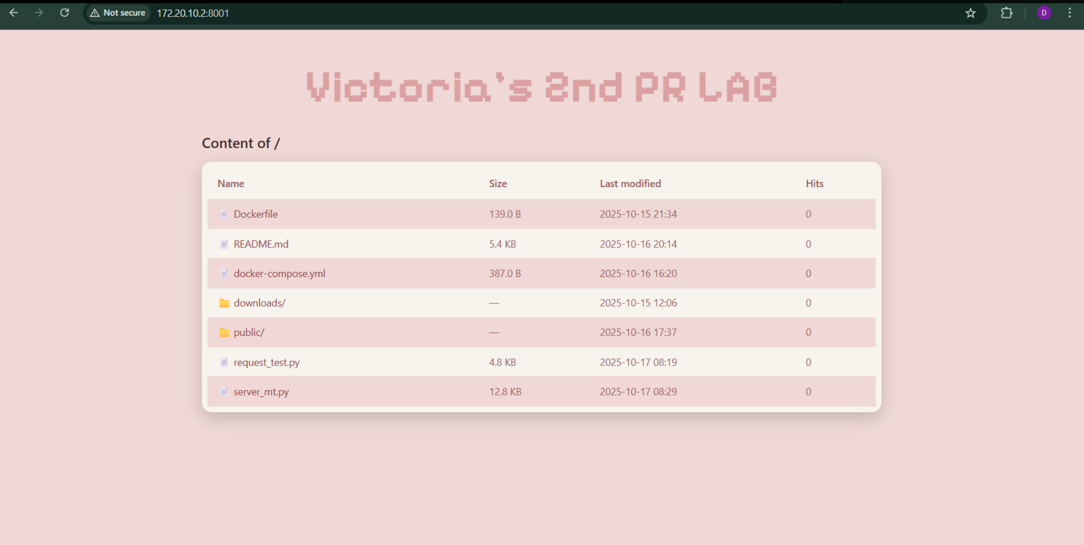 Not secure 172.20.10.2:8001 D
Victoria's 2nd PR LAB
Content of /
Name Size Last modified Hits
Dockerfile 139.0 B 2025-10-15 21:34 0
README.md 5.4 KB 2025-10-16 20:14 0
docker-compose.yml 387.0 B 2025-10-16 16:20 0
downloads/ — 2025-10-15 12:06 0
public/ — 2025-10-16 17:37 0
request_test.py 4.8 KB 2025-10-17 08:19 0
server_mt.py 12.8 KB 2025-10-17 08:29 0